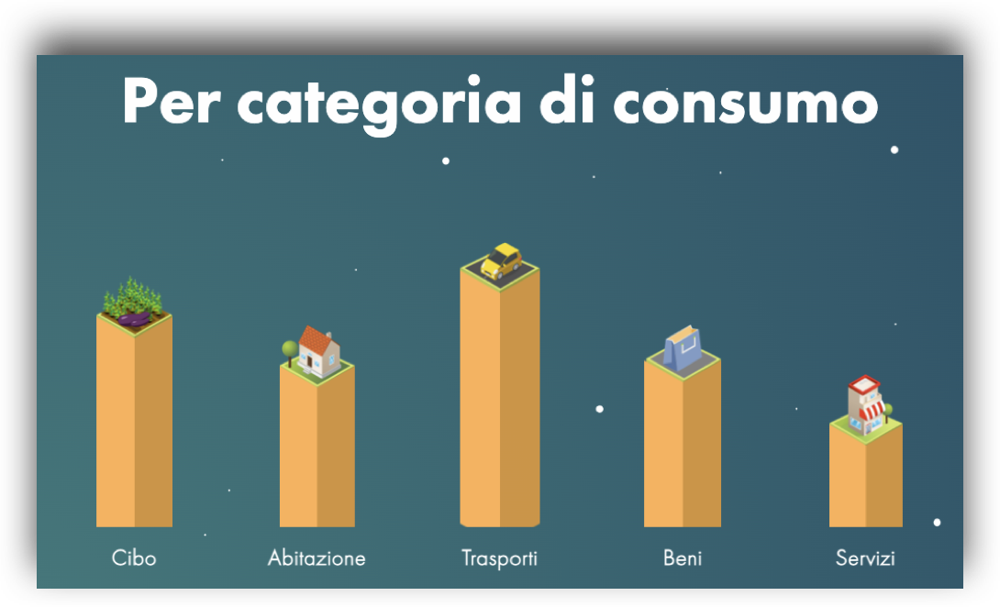 Per categoria di consumo
Cibo
Abitazione
Trasporti
Beni
Servizi